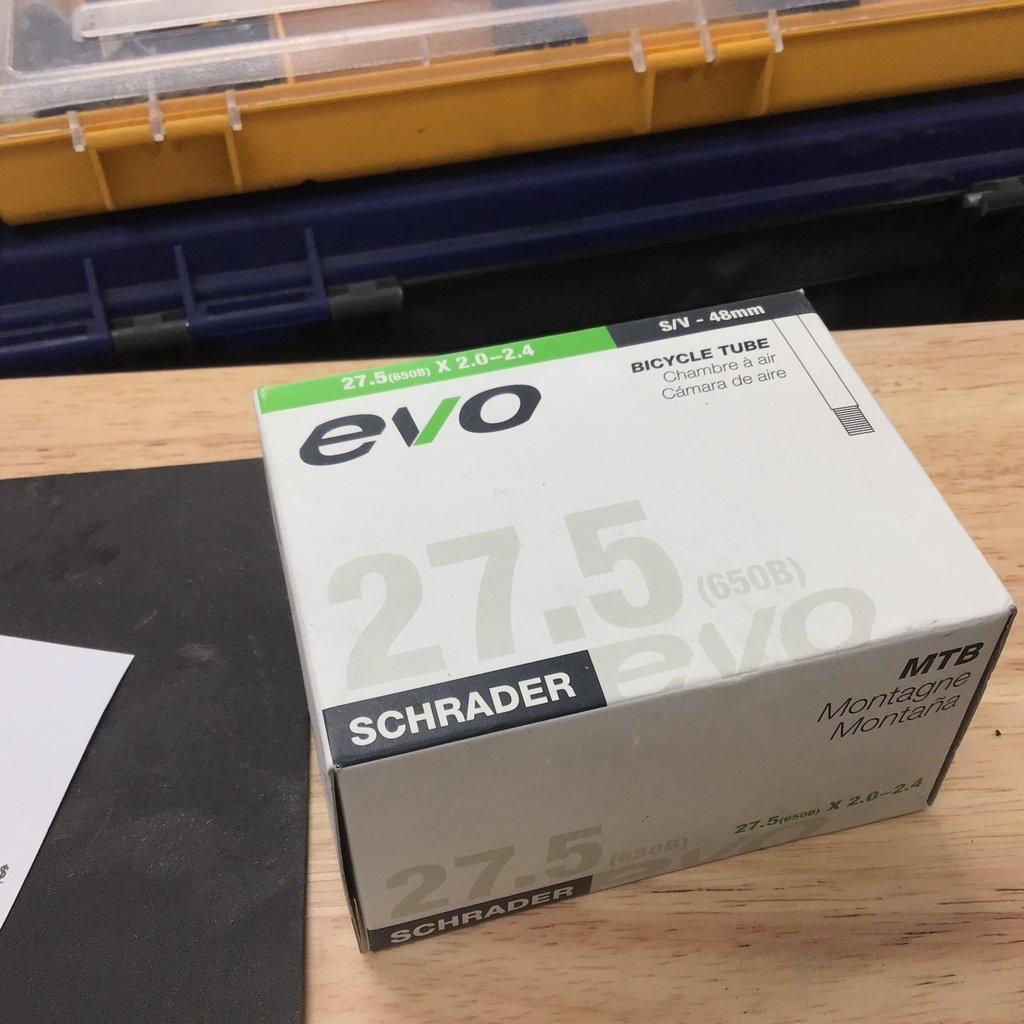 27.5(650B) X 2.0–2.4
S/V - 48mm
evo
BICYCLE TUBE
Chambre à air
Cámara de aire
27.5 (650B)
evo
SCHRADER
MTB
Montagne
Montaña
27.5(650B) X 2.0–2.4
27.5 (650B)
evo
SCHRADER
$